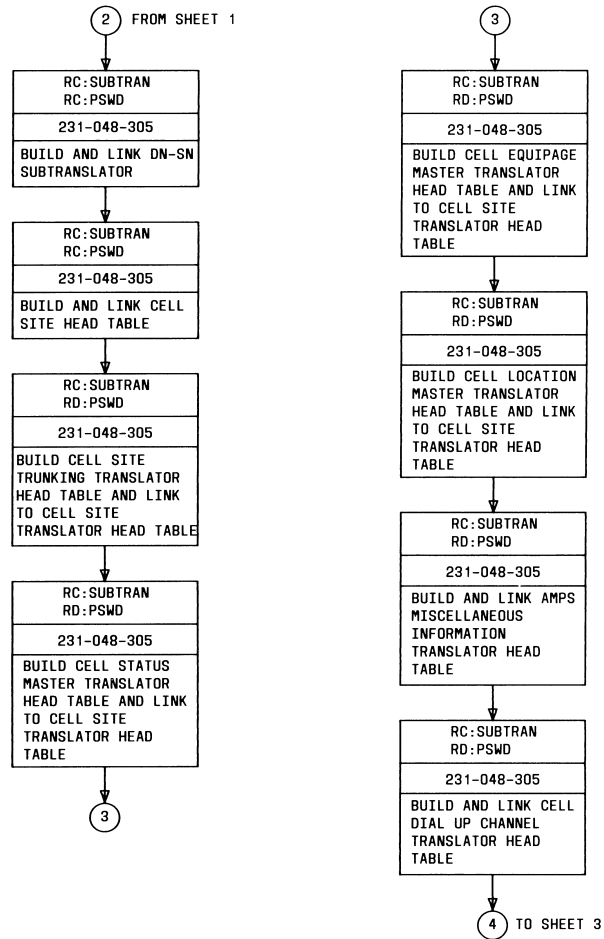 2 FROM SHEET 1
RC:SUBTRAN
RC:PSWD
231-048-305
BUILD AND LINK DN-SN
SUBTRANSLATOR
RC:SUBTRAN
RC:PSWD
231-048-305
BUILD AND LINK CELL
SITE HEAD TABLE
RC:SUBTRAN
RD:PSWD
231-048-305
BUILD CELL SITE
TRUNKING TRANSLATOR
HEAD TABLE AND LINK
TO CELL SITE
TRANSLATOR HEAD TABLE
RC:SUBTRAN
RD:PSWD
231-048-305
BUILD CELL STATUS
MASTER TRANSLATOR
HEAD TABLE AND LINK
TO CELL SITE
TRANSLATOR HEAD
TABLE
3
3
RC:SUBTRAN
RD:PSWD
231-048-305
BUILD CELL EQUIPAGE
MASTER TRANSLATOR
HEAD TABLE AND LINK
TO CELL SITE
TRANSLATOR HEAD
TABLE
RC:SUBTRAN
RD:PSWD
231-048-305
BUILD CELL LOCATION
MASTER TRANSLATOR
HEAD TABLE AND LINK
TO CELL SITE
TRANSLATOR HEAD
TABLE
RC:SUBTRAN
RD:PSWD
231-048-305
BUILD AND LINK AMPS
MISCELLANEOUS
INFORMATION
TRANSLATOR HEAD
TABLE
RC:SUBTRAN
RD:PSWD
231-048-305
BUILD AND LINK CELL
DIAL UP CHANNEL
TRANSLATOR HEAD
TABLE
4 TO SHEET 3